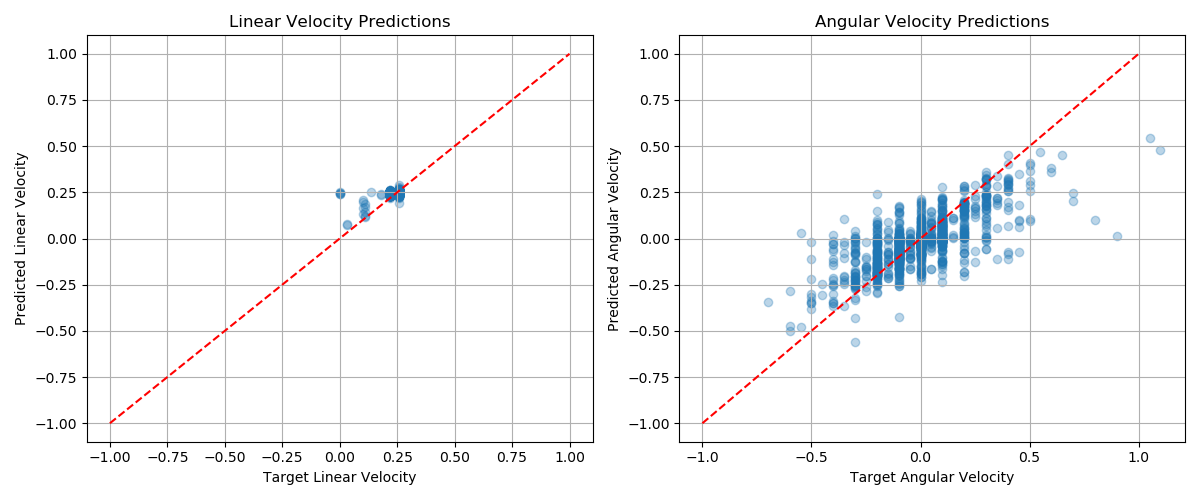 Linear Velocity Predictions
1.00
0.75
0.50
0.25
0.00
−0.25
−0.50
−0.75
−1.00
Predicted Linear Velocity
−1.00 −0.75 −0.50 −0.25 0.00 0.25 0.50 0.75 1.00
Target Linear Velocity
Angular Velocity Predictions
1.00
0.75
0.50
0.25
0.00
−0.25
−0.50
−0.75
−1.00
Predicted Angular Velocity
−1.0 −0.5 0.0 0.5 1.0
Target Angular Velocity